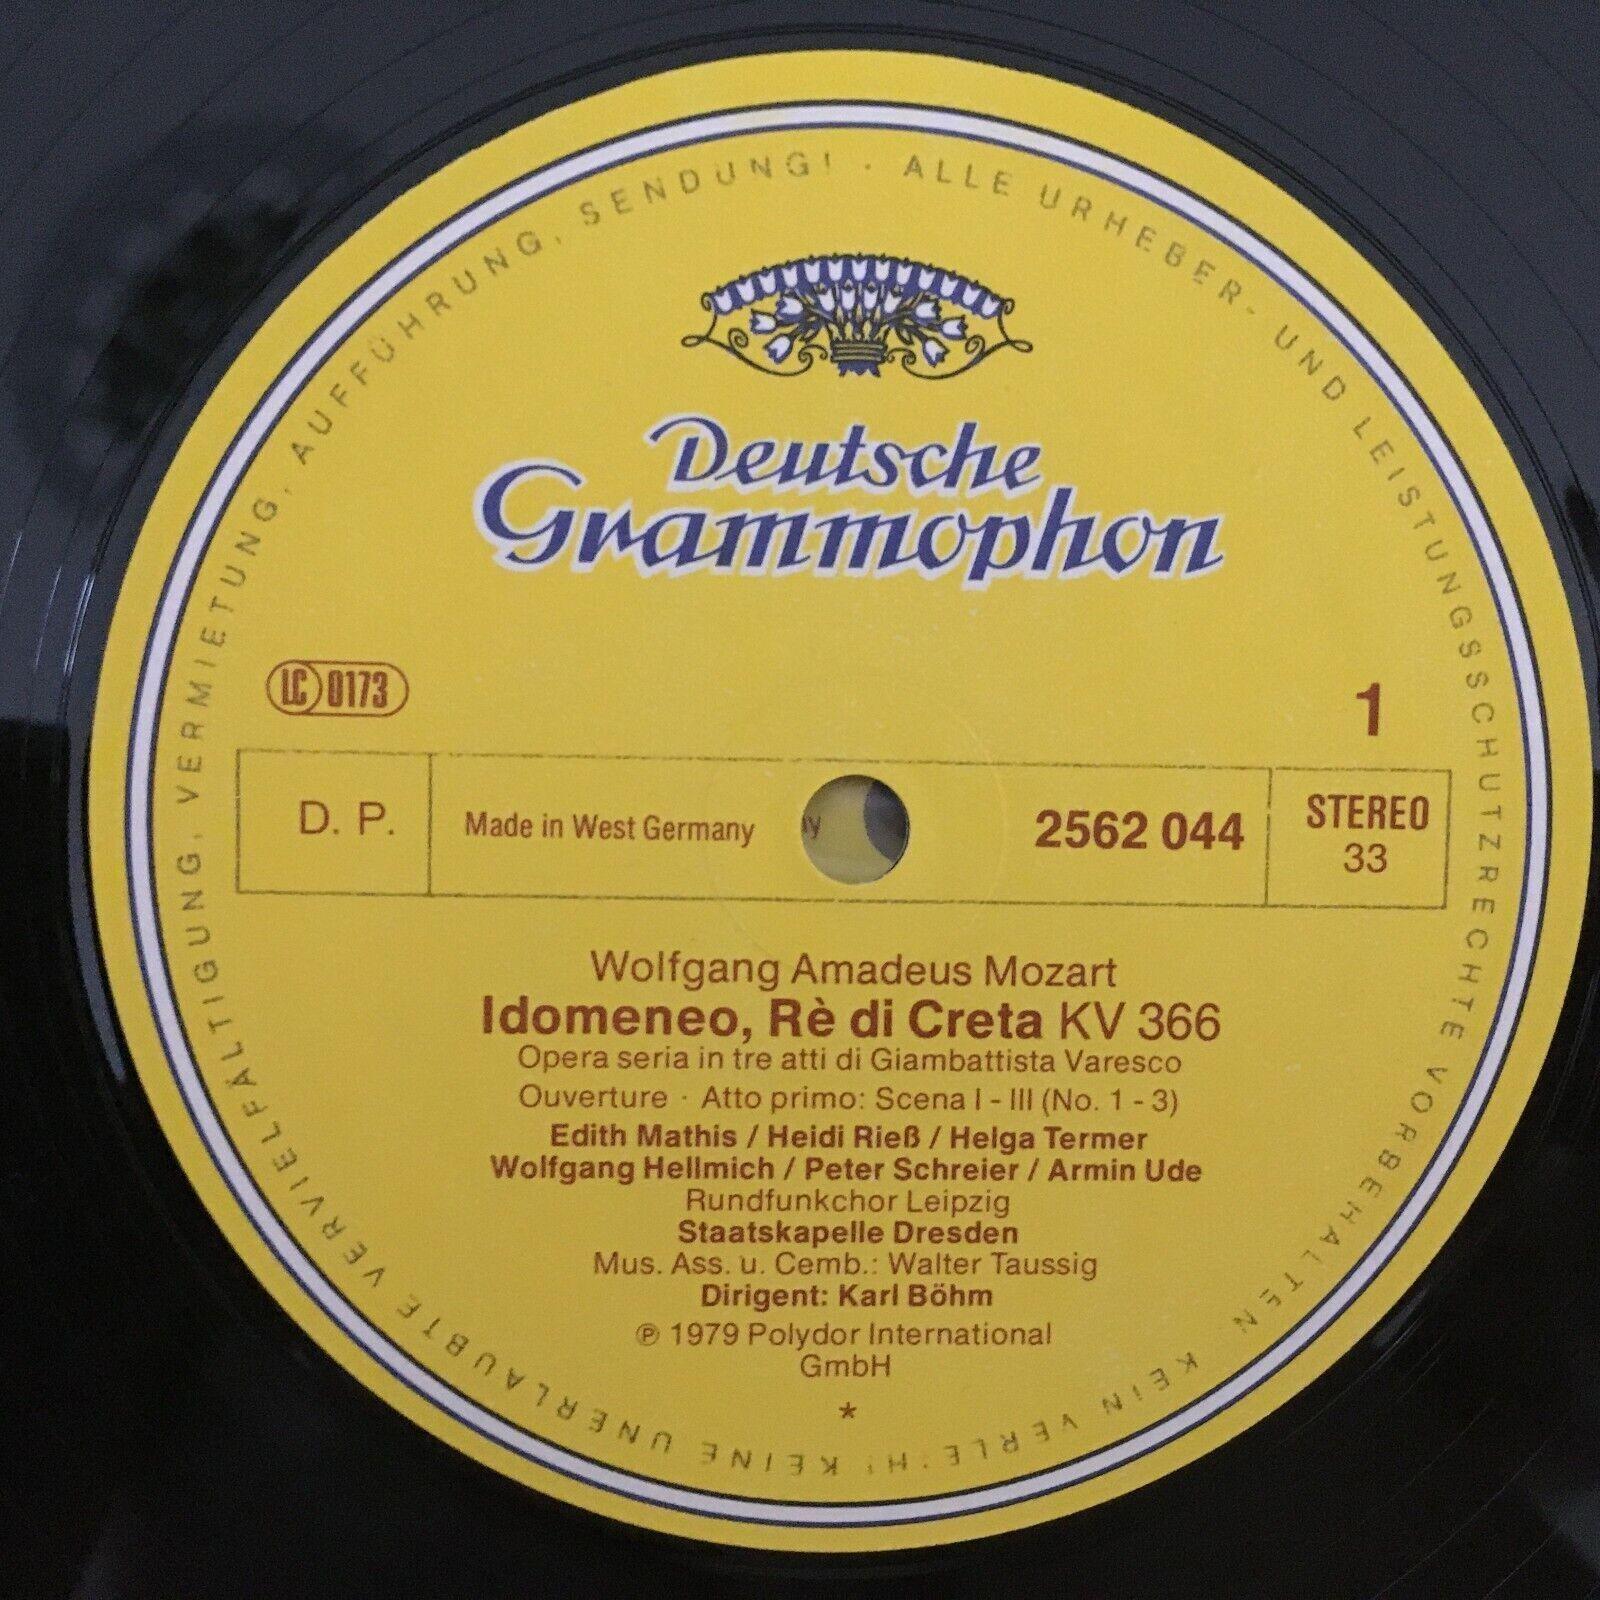 ALLE URHEBER- UND LEISTUNGSSCHUTZRECHTE VORBEHALTEN · KEIN VERLEIH! KEINE UNERLAUBTE VERVIELFÄLTIGUNG, VERMIETUNG, AUFFÜHRUNG, SENDUNG! ·
Deutsche
Grammophon
LC 0173
1
D. P.
Made in West Germany
2562 044
STEREO
33
Wolfgang Amadeus Mozart
Idomeneo, Rè di Creta KV 366
Opera seria in tre atti di Giambattista Varesco
Ouverture · Atto primo: Scena I - III (No. 1 - 3)
Edith Mathis / Heidi Rieß / Helga Termer
Wolfgang Hellmich / Peter Schreier / Armin Ude
Rundfunkchor Leipzig
Staatskapelle Dresden
Mus. Ass. u. Cemb.: Walter Taussig
Dirigent: Karl Böhm
℗ 1979 Polydor International
GmbH
*